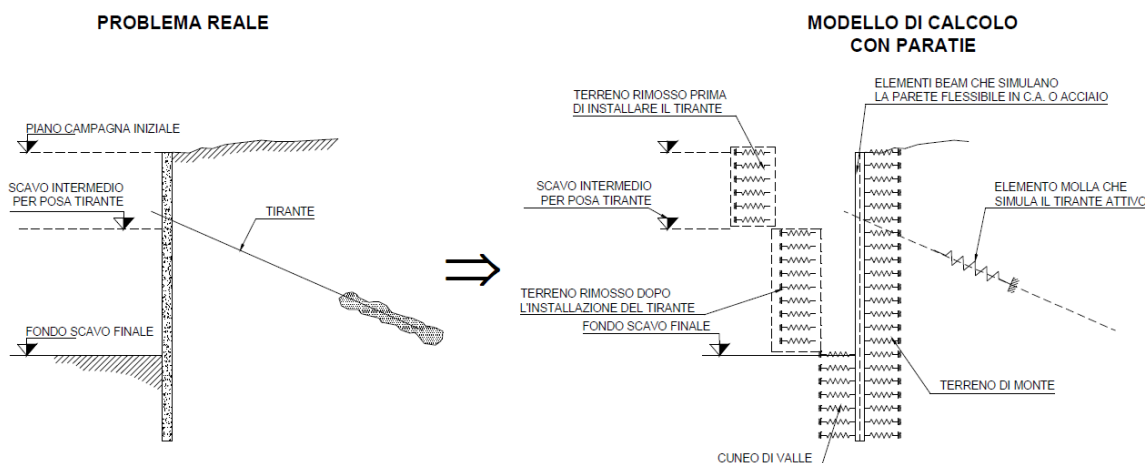 PROBLEMA REALE
PIANO CAMPAGNA INIZIALE
SCAVO INTERMEDIO
PER POSA TIRANTE
TIRANTE
FONDO SCAVO FINALE
MODELLO DI CALCOLO
CON PARATIE
TERRENO RIMOSSO PRIMA
DI INSTALLARE IL TIRANTE
ELEMENTI BEAM CHE SIMULANO
LA PARETE FLESSIBILE IN C.A. O ACCIAIO
SCAVO INTERMEDIO
PER POSA TIRANTE
ELEMENTO MOLLA CHE
SIMULA IL TIRANTE ATTIVO
TERRENO RIMOSSO DOPO
L'INSTALLAZIONE DEL TIRANTE
FONDO SCAVO FINALE
TERRENO DI MONTE
CUNEO DI VALLE